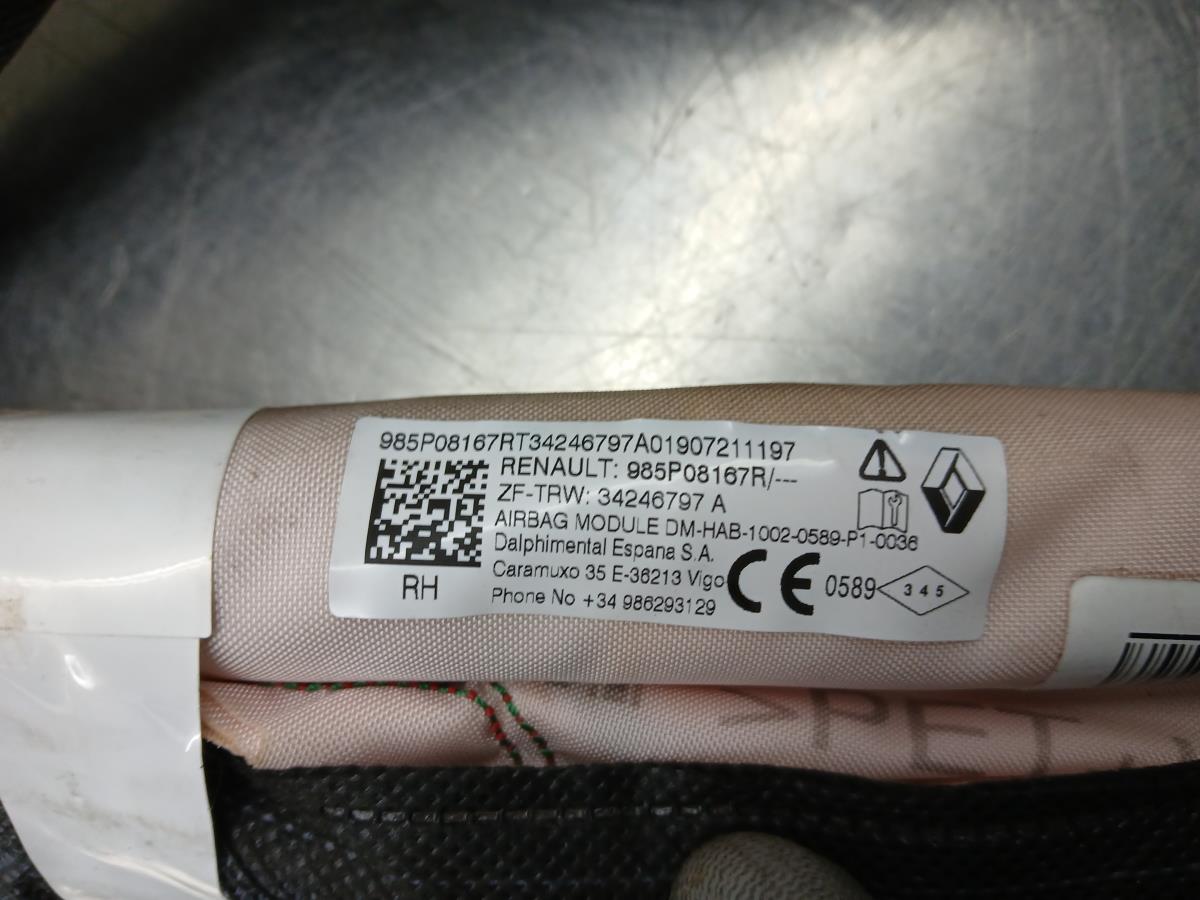 985P08167RT34246797A01907211197
RENAULT: 985P08167R/---
ZF-TRW: 34246797 A
AIRBAG MODULE DM-HAB-1002-0589-P1-0036
Dalphimental Espana S.A.
Caramuxo 35 E-36213 Vigo
Phone No +34 986293129
RH
0589
345
>PET